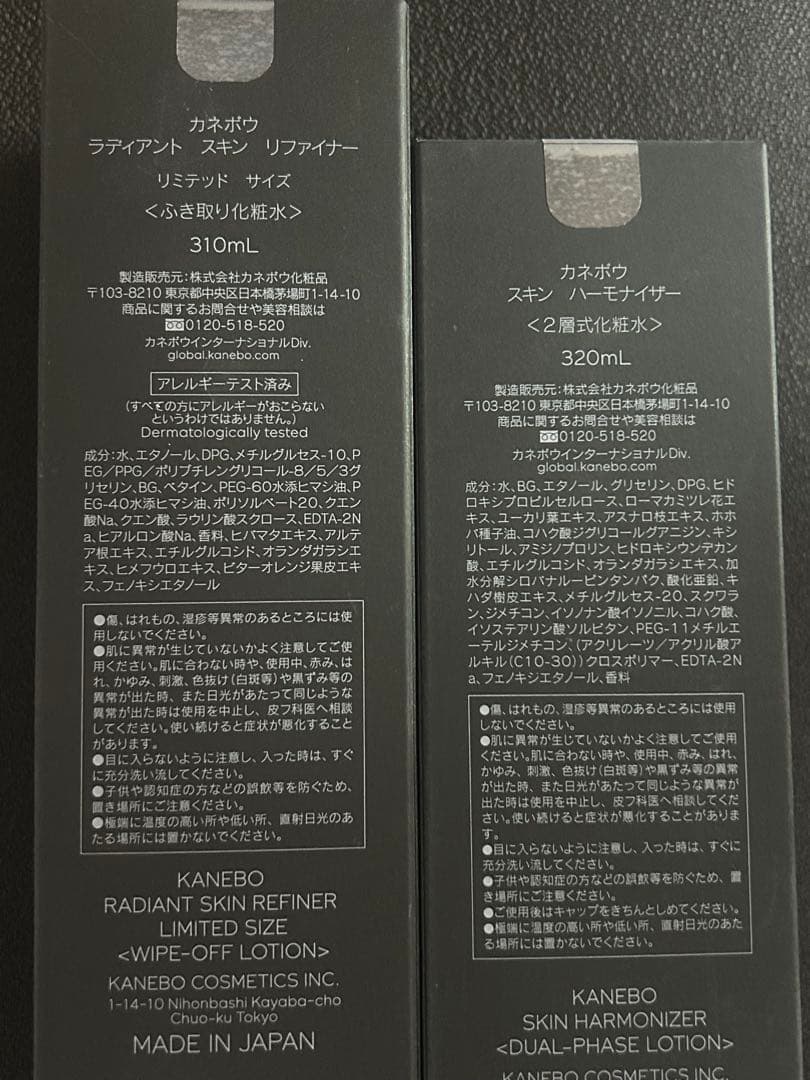 カネボウ
ラディアント スキン リファイナー
リミテッド サイズ
<ふき取り化粧水>
310mL
製造販売元:株式会社カネボウ化粧品
〒103-8210 東京都中央区日本橋茅場町1-14-10
商品に関するお問合せや美容相談は
0120-518-520
カネボウインターナショナルDiv.
global.kanebo.com
アレルギーテスト済み
(すべての方にアレルギーがおこらない
というわけではありません。)
Dermatologically tested
成分:水、エタノール、DPG、メチルグルセス-10、P
EG/PPG/ポリブチレングリコール-8/5/3グ
リセリン、BG、ベタイン、PEG-60水添ヒマシ油、P
EG-40水添ヒマシ油、ポリソルベート20、クエン
酸Na、クエン酸、ラウリン酸スクロース、EDTA-2N
a、ヒアルロン酸Na、香料、ヒバマタエキス、アルテ
ア根エキス、エチルグルコシド、オランダガラシエ
キス、ヒメフウロエキス、ビターオレンジ果皮エキ
ス、フェノキシエタノール
●傷、はれもの、湿疹等異常のあるところには使
用しないでください。
●肌に異常が生じていないかよく注意してご使
用ください。肌に合わない時や、使用中、赤み、は
れ、かゆみ、刺激、色抜け(白斑等)や黒ずみ等の
異常が出た時、また日光があたって同じような
異常が出た時は使用を中止し、皮フ科医へ相談
してください。使い続けると症状が悪化すること
があります。
●目に入らないように注意し、入った時は、すぐ
に充分洗い流してください。
●子供や認知症の方などの誤飲等を防ぐため、
置き場所にご注意ください。
●極端に温度の高い所や低い所、直射日光のあ
たる場所には置かないでください。
KANEBO
RADIANT SKIN REFINER
LIMITED SIZE
<WIPE-OFF LOTION>
KANEBO COSMETICS INC.
1-14-10 Nihonbashi Kayaba-cho
Chuo-ku Tokyo
MADE IN JAPAN
カネボウ
スキン ハーモナイザー
<2層式化粧水>
320mL
製造販売元:株式会社カネボウ化粧品
〒103-8210 東京都中央区日本橋茅場町1-14-10
商品に関するお問合せや美容相談は
0120-518-520
カネボウインターナショナルDiv.
global.kanebo.com
成分:水、BG、エタノール、グリセリン、DPG、ヒド
ロキシプロピルセルロース、ローマカミツレ花エ
キス、ユーカリ葉エキス、アスナロ枝エキス、ホホ
バ種子油、コハク酸ジグリコールグアニジン、キシ
リトール、アミジノプロリン、ヒドロキシウンデカン
酸、エチルグルコシド、オランダガラシエキス、加
水分解シロバナルーピンタンパク、酸化亜鉛、キ
ハダ樹皮エキス、メチルグルセス-20、スクワラ
ン、ジメチコン、イソノナン酸イソノニル、コハク酸、
イソステアリン酸ソルビタン、PEG-11メチルエ
ーテルジメチコン、(アクリレーツ/アクリル酸ア
ルキル(C10-30))クロスポリマー、EDTA-2N
a、フェノキシエタノール、香料
●傷、はれもの、湿疹等異常のあるところには使用
しないでください。
●肌に異常が生じていないかよく注意してご使用
ください。肌に合わない時や、使用中、赤み、はれ、
かゆみ、刺激、色抜け(白斑等)や黒ずみ等の異常
が出た時、また日光があたって同じような異常が
出た時は使用を中止し、皮フ科医へ相談してくだ
さい。使い続けると症状が悪化することがありま
す。
●目に入らないように注意し、入った時は、すぐに
充分洗い流してください。
●子供や認知症の方などの誤飲等を防ぐため、置
き場所にご注意ください。
●ご使用後はキャップをきちんとしめてください。
●極端に温度の高い所や低い所、直射日光のあた
る場所には置かないでください。
KANEBO
SKIN HARMONIZER
<DUAL-PHASE LOTION>
KANEBO COSMETICS INC.